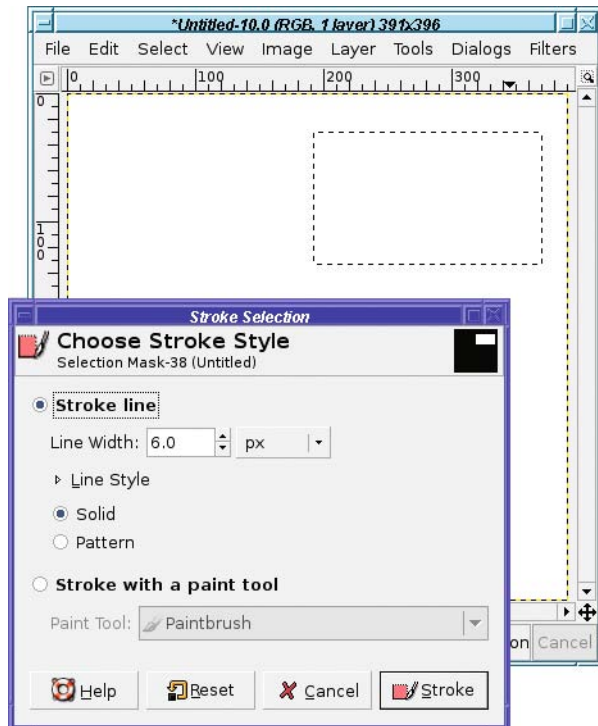 *Untitled-10.0 (RGB, 1 layer) 391x396
File Edit Select View Image Layer Tools Dialogs Filters
0 100 200 300
0
100
Stroke Selection
Choose Stroke Style
Selection Mask-38 (Untitled)
Stroke line
Line Width: 6.0 px
Line Style
Solid
Pattern
Stroke with a paint tool
Paint Tool: Paintbrush
on Cancel
Help Reset Cancel Stroke